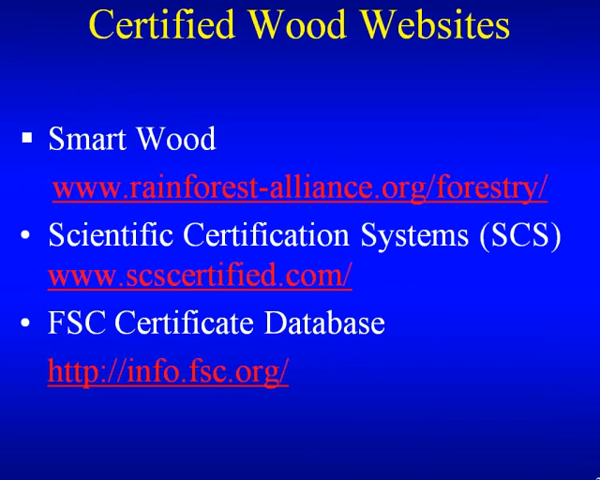 Certified Wood Websites
▪ Smart Wood
www.rainforest-alliance.org/forestry/
• Scientific Certification Systems (SCS)
www.scscertified.com/
• FSC Certificate Database
http://info.fsc.org/